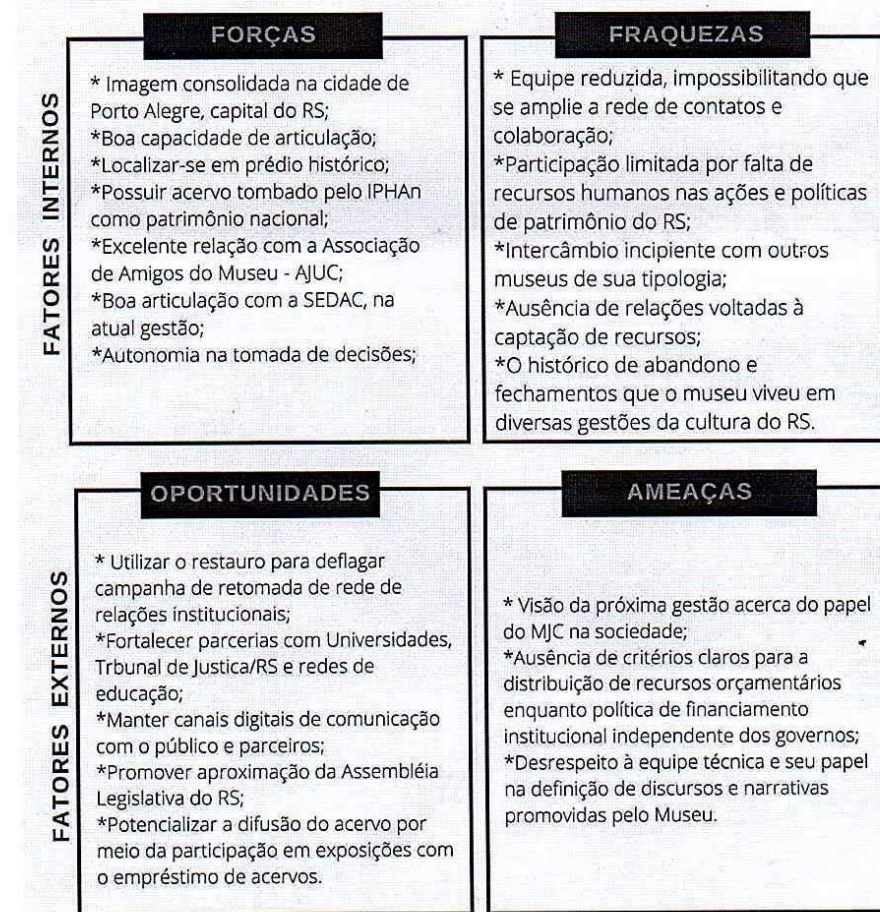 FATORES INTERNOS
FORÇAS
* Imagem consolidada na cidade de
Porto Alegre, capital do RS;
*Boa capacidade de articulação;
*Localizar-se em prédio histórico;
*Possuir acervo tombado pelo IPHAn
como patrimônio nacional;
*Excelente relação com a Associação
de Amigos do Museu - AJUC;
*Boa articulação com a SEDAC, na
atual gestão;
*Autonomia na tomada de decisões;
FRAQUEZAS
* Equipe reduzida, impossibilitando que
se amplie a rede de contatos e
colaboração;
*Participação limitada por falta de
recursos humanos nas ações e políticas
de patrimônio do RS;
*Intercâmbio incipiente com outros
museus de sua tipologia;
*Ausência de relações voltadas à
captação de recursos;
*O histórico de abandono e
fechamentos que o museu viveu em
diversas gestões da cultura do RS.
FATORES EXTERNOS
OPORTUNIDADES
* Utilizar o restauro para deflagar
campanha de retomada de rede de
relações institucionais;
*Fortalecer parcerias com Universidades,
Trbunal de Justica/RS e redes de
educação;
*Manter canais digitais de comunicação
com o público e parceiros;
*Promover aproximação da Assembléia
Legislativa do RS;
*Potencializar a difusão do acervo por
meio da participação em exposições com
o empréstimo de acervos.
AMEAÇAS
* Visão da próxima gestão acerca do papel
do MJC na sociedade;
*Ausência de critérios claros para a
distribuição de recursos orçamentários
enquanto política de financiamento
institucional independente dos governos;
*Desrespeito à equipe técnica e seu papel
na definição de discursos e narrativas
promovidas pelo Museu.